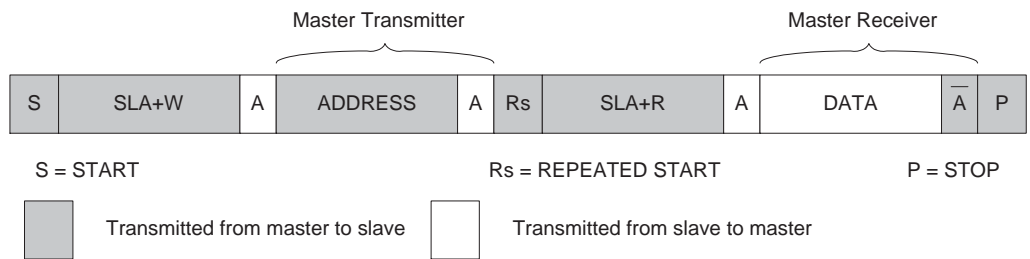 Master Transmitter Master Receiver
S SLA+W A ADDRESS A Rs SLA+R A DATA A̅ P
S = START Rs = REPEATED START P = STOP
Transmitted from master to slave Transmitted from slave to master